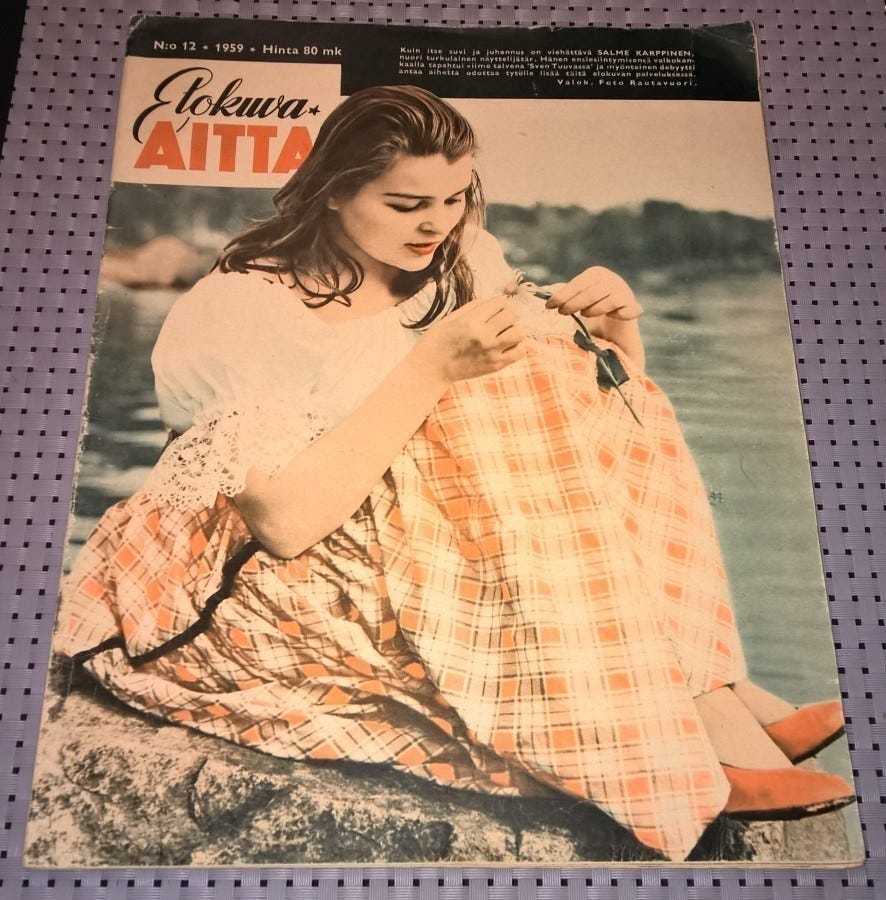 N:o 12 ★ 1959 ★ Hinta 80 mk
Kuin itse suvi ja juhannus on viehättävä SALME KARPPINEN,
nuori turkulainen näyttelijätär. Hänen ensiesiintymisensä valkokan-
kaalla tapahtui viime talvena 'Sven Tuuvassa' ja myönteinen debyytti
antaa aihetta odottaa tytölle lisää töitä elokuvan palveluksessa.
Valok. Foto Rautavuori.
Elokuva★
AITTA